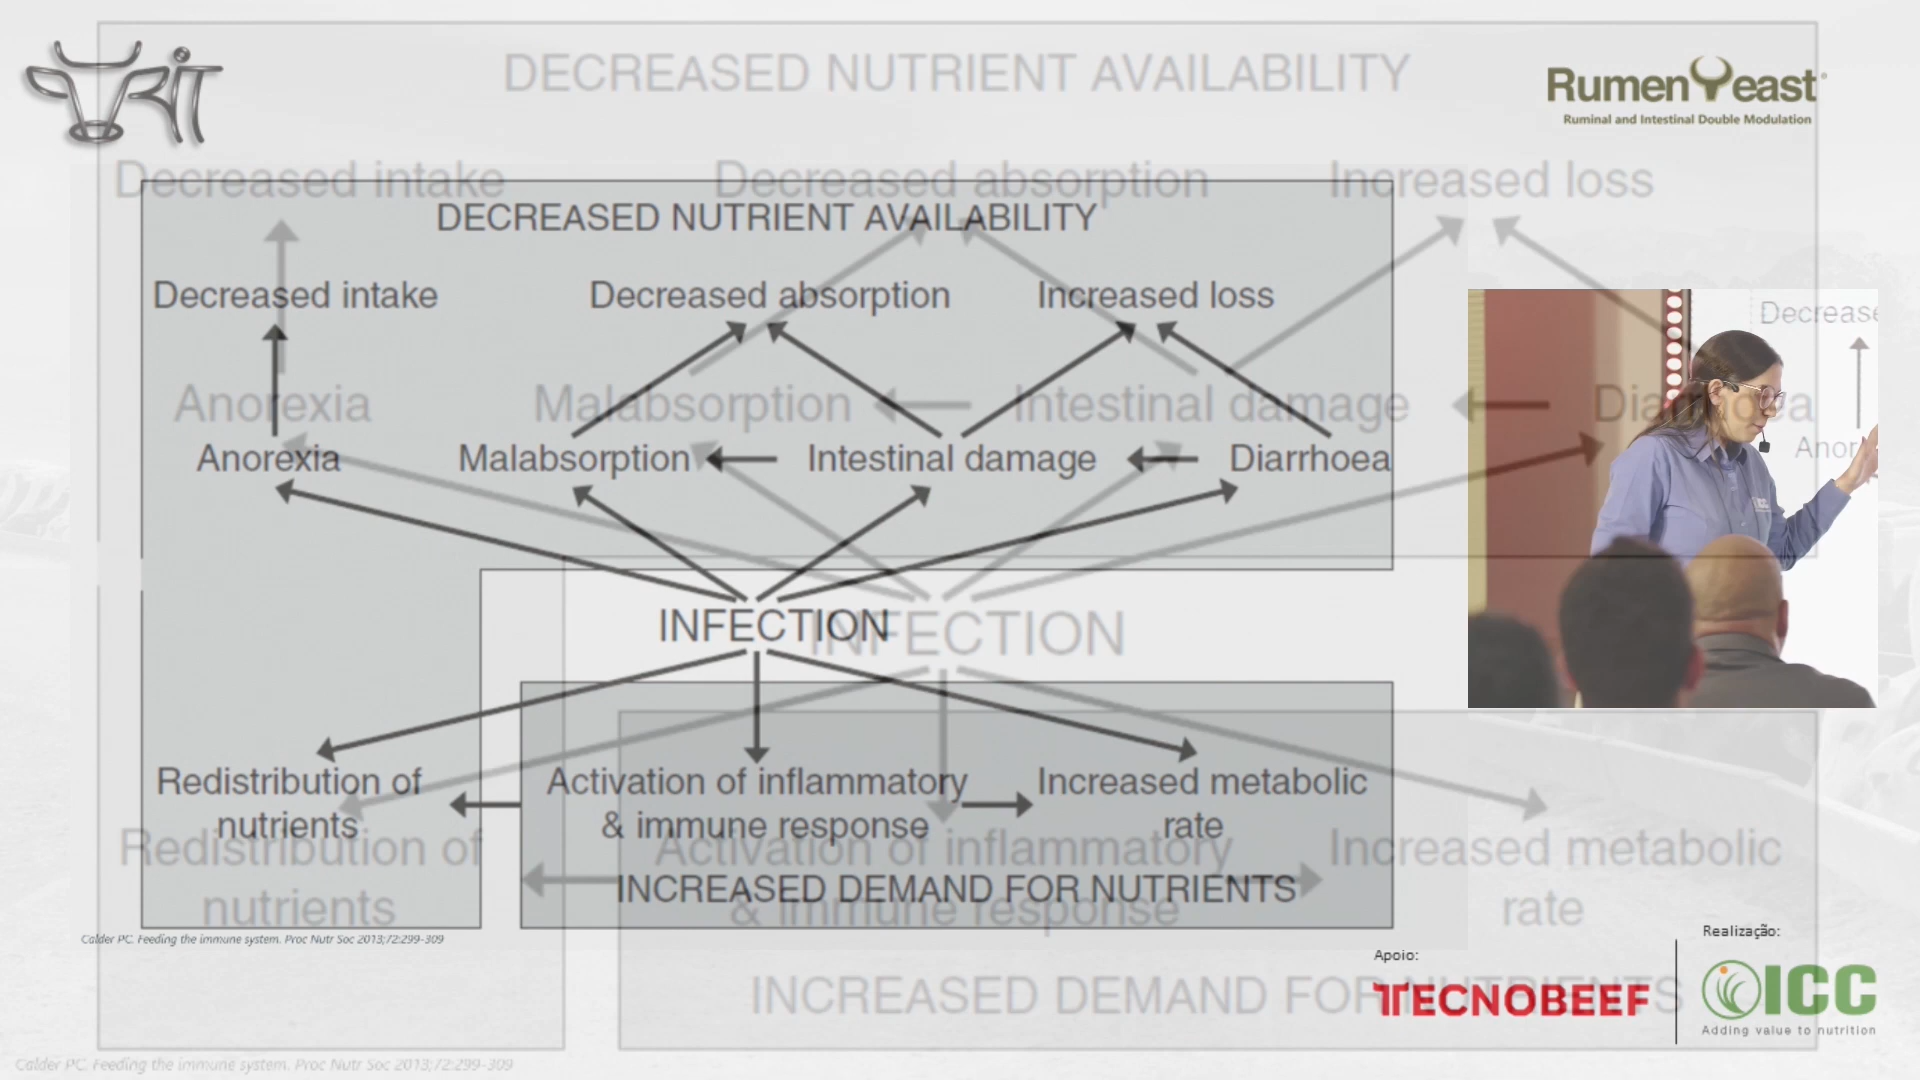 RIT
DECREASED NUTRIENT AVAILABILITY
RumenYeast
Ruminal and Intestinal Double Modulation
Decreased intake Decreased absorption Increased loss
DECREASED NUTRIENT AVAILABILITY
Decreased intake Decreased absorption Increased loss
Decrease
Anorexia Malabsorption Intestinal damage Diarrhoea
Anorexia Malabsorption Intestinal damage Diarrhoea
Anor
INFECTION
INFECTION
Redistribution of nutrients
Activation of inflammatory & immune response
Increased metabolic rate
Redistribution of nutrients
Activation of inflammatory & immune response
Increased metabolic rate
INCREASED DEMAND FOR NUTRIENTS
Calder PC. Feeding the immune system. Proc Nutr Soc 2013;72:299-309
INCREASED DEMAND FOR NUTRIENTS
Apoio:
TECNOBEEF
Realização:
ICC
Adding value to nutrition
Calder PC. Feeding the immune system. Proc Nutr Soc 2013;72:299-309